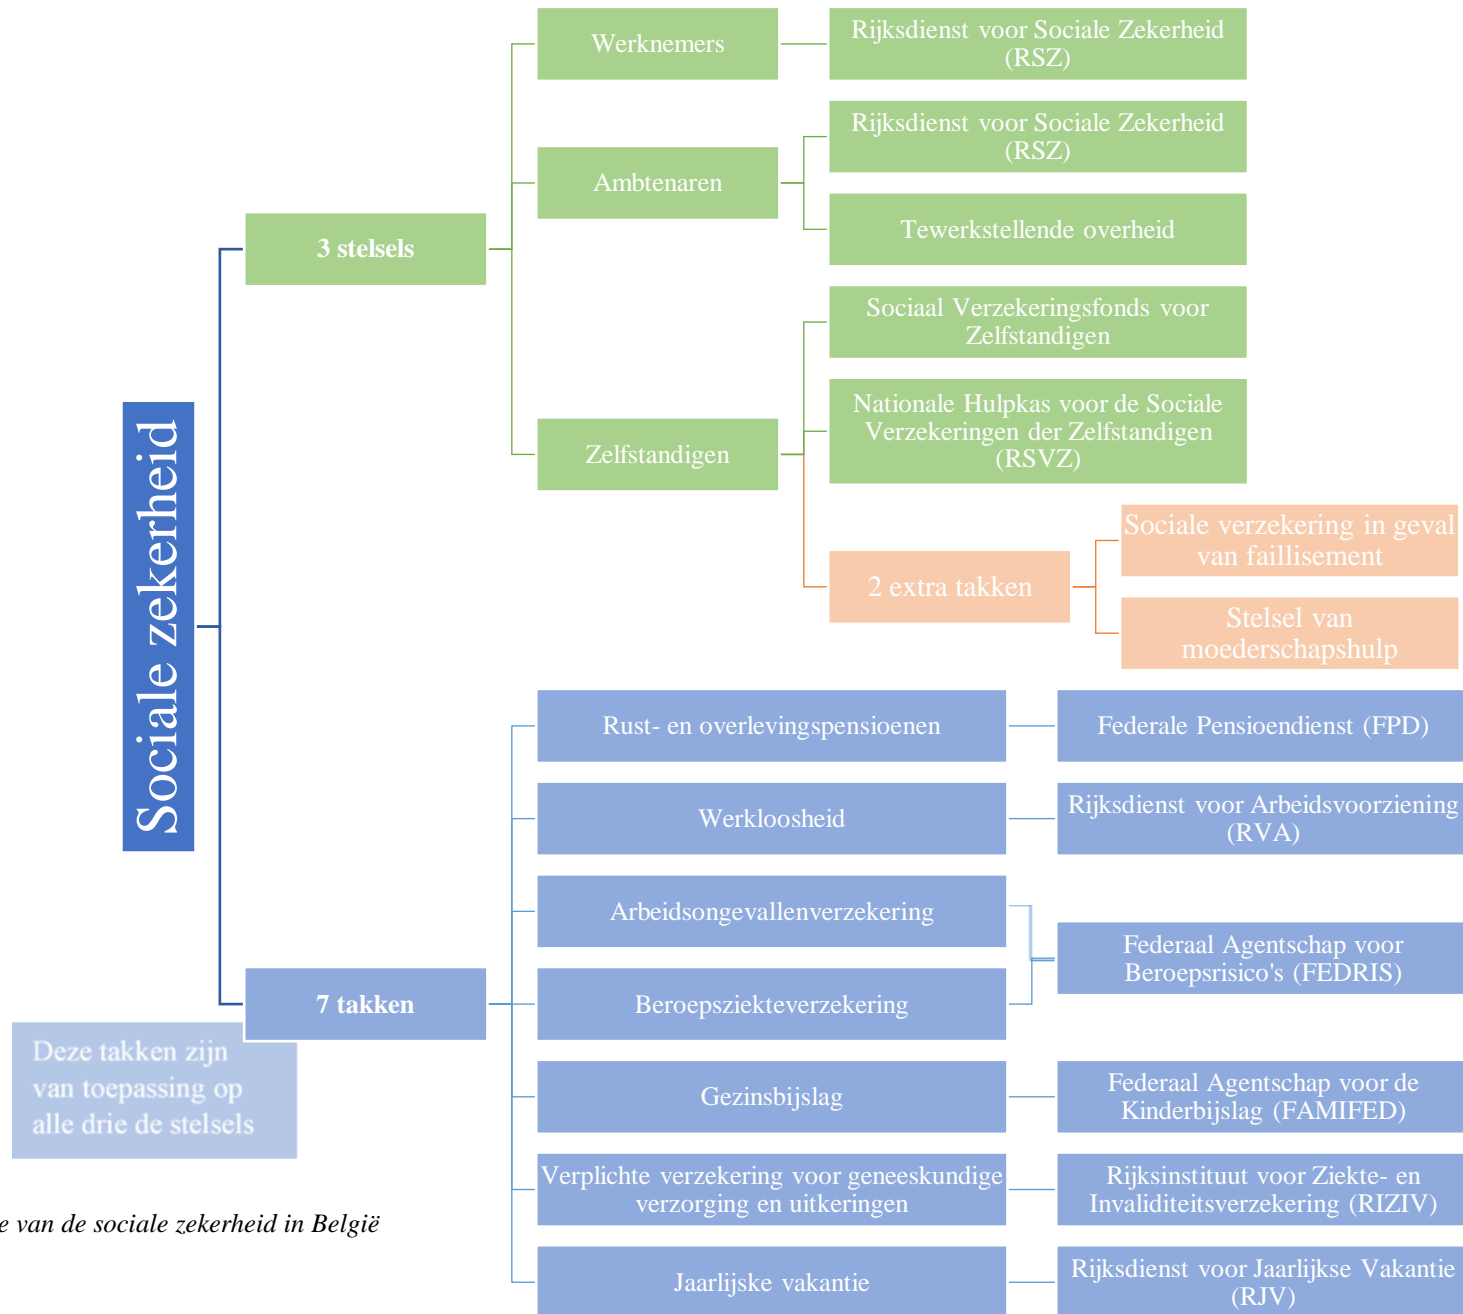 Sociale zekerheid
3 stelsels
Werknemers
Rijksdienst voor Sociale Zekerheid
(RSZ)
Ambtenaren
Rijksdienst voor Sociale Zekerheid
(RSZ)
Tewerkstellende overheid
Zelfstandigen
Sociaal Verzekeringsfonds voor
Zelfstandigen
Nationale Hulpkas voor de Sociale
Verzekeringen der Zelfstandigen
(RSVZ)
2 extra takken
Sociale verzekering in geval
van faillisement
Stelsel van
moederschapshulp
7 takken
Deze takken zijn
van toepassing op
alle drie de stelsels
Rust- en overlevingspensioenen
Federale Pensioendienst (FPD)
Werkloosheid
Rijksdienst voor Arbeidsvoorziening
(RVA)
Arbeidsongevallenverzekering
Beroepsziekteverzekering
Federaal Agentschap voor
Beroepsrisico's (FEDRIS)
Gezinsbijslag
Federaal Agentschap voor de
Kinderbijslag (FAMIFED)
Verplichte verzekering voor geneeskundige
verzorging en uitkeringen
Rijksinstituut voor Ziekte- en
Invaliditeitsverzekering (RIZIV)
Jaarlijske vakantie
Rijksdienst voor Jaarlijkse Vakantie
(RJV)
e van de sociale zekerheid in België